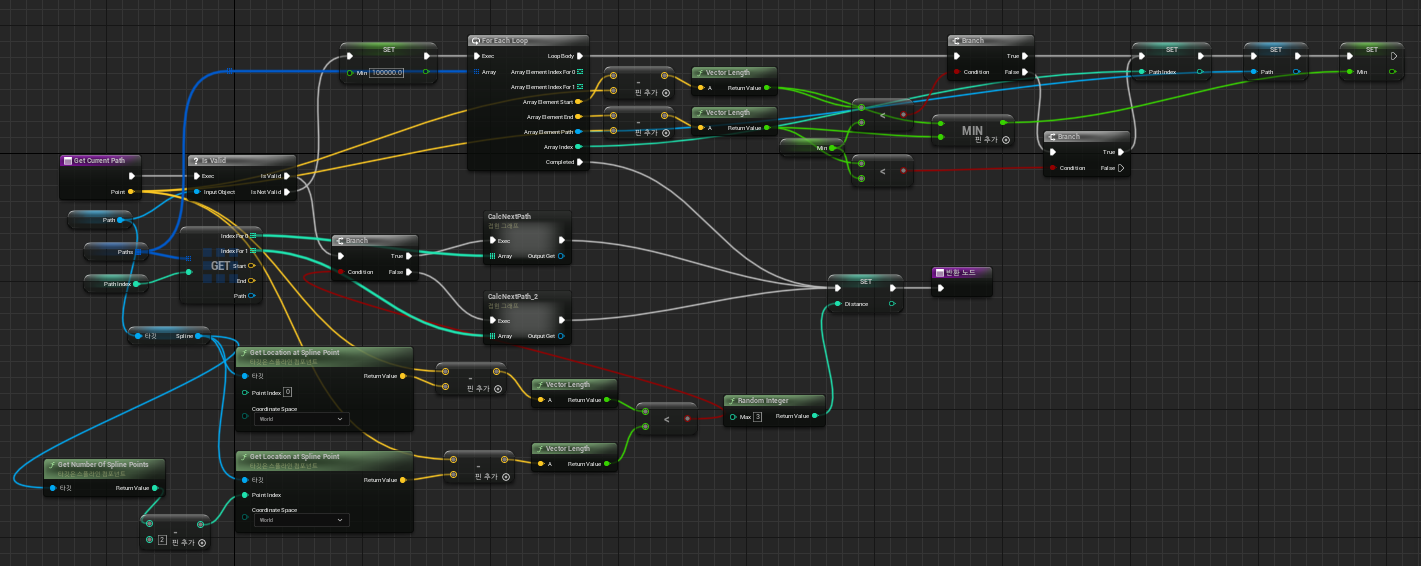 SET
Min 100000.0
For Each Loop
Exec
Loop Body
Array
Array Element Index For 0
Array Element Index For 1
Array Element Start
Array Element End
Array Element Path
Array Index
Completed
-
핀 추가
-
핀 추가
Vector Length
A
Return Value
Vector Length
A
Return Value
Min
<
<
MIN
핀 추가
Branch
True
Condition
False
Branch
True
Condition
False
SET
Path Index
SET
Path
SET
Min
Get Current Path
Point
? Is Valid
Exec
Is Valid
Input Object
Is Not Valid
Path
Paths
Path Index
GET
Index For 0
Index For 1
Start
End
Path
Branch
True
Condition
False
CalcNextPath
Exec
Array
Output Get
CalcNextPath_2
Exec
Array
Output Get
SET
Distance
반환 노드
타깃
Spline
f Get Location at Spline Point
타깃은 스플라인 컴포넌트
타깃
Return Value
Point Index 0
Coordinate Space
World
-
핀 추가
f Vector Length
A
Return Value
<
f Random Integer
Max 3
Return Value
f Get Location at Spline Point
타깃은 스플라인 컴포넌트
타깃
Return Value
Point Index
Coordinate Space
World
-
핀 추가
f Vector Length
A
Return Value
f Get Number Of Spline Points
타깃은 스플라인 컴포넌트
타깃
Return Value
-
2
핀 추가